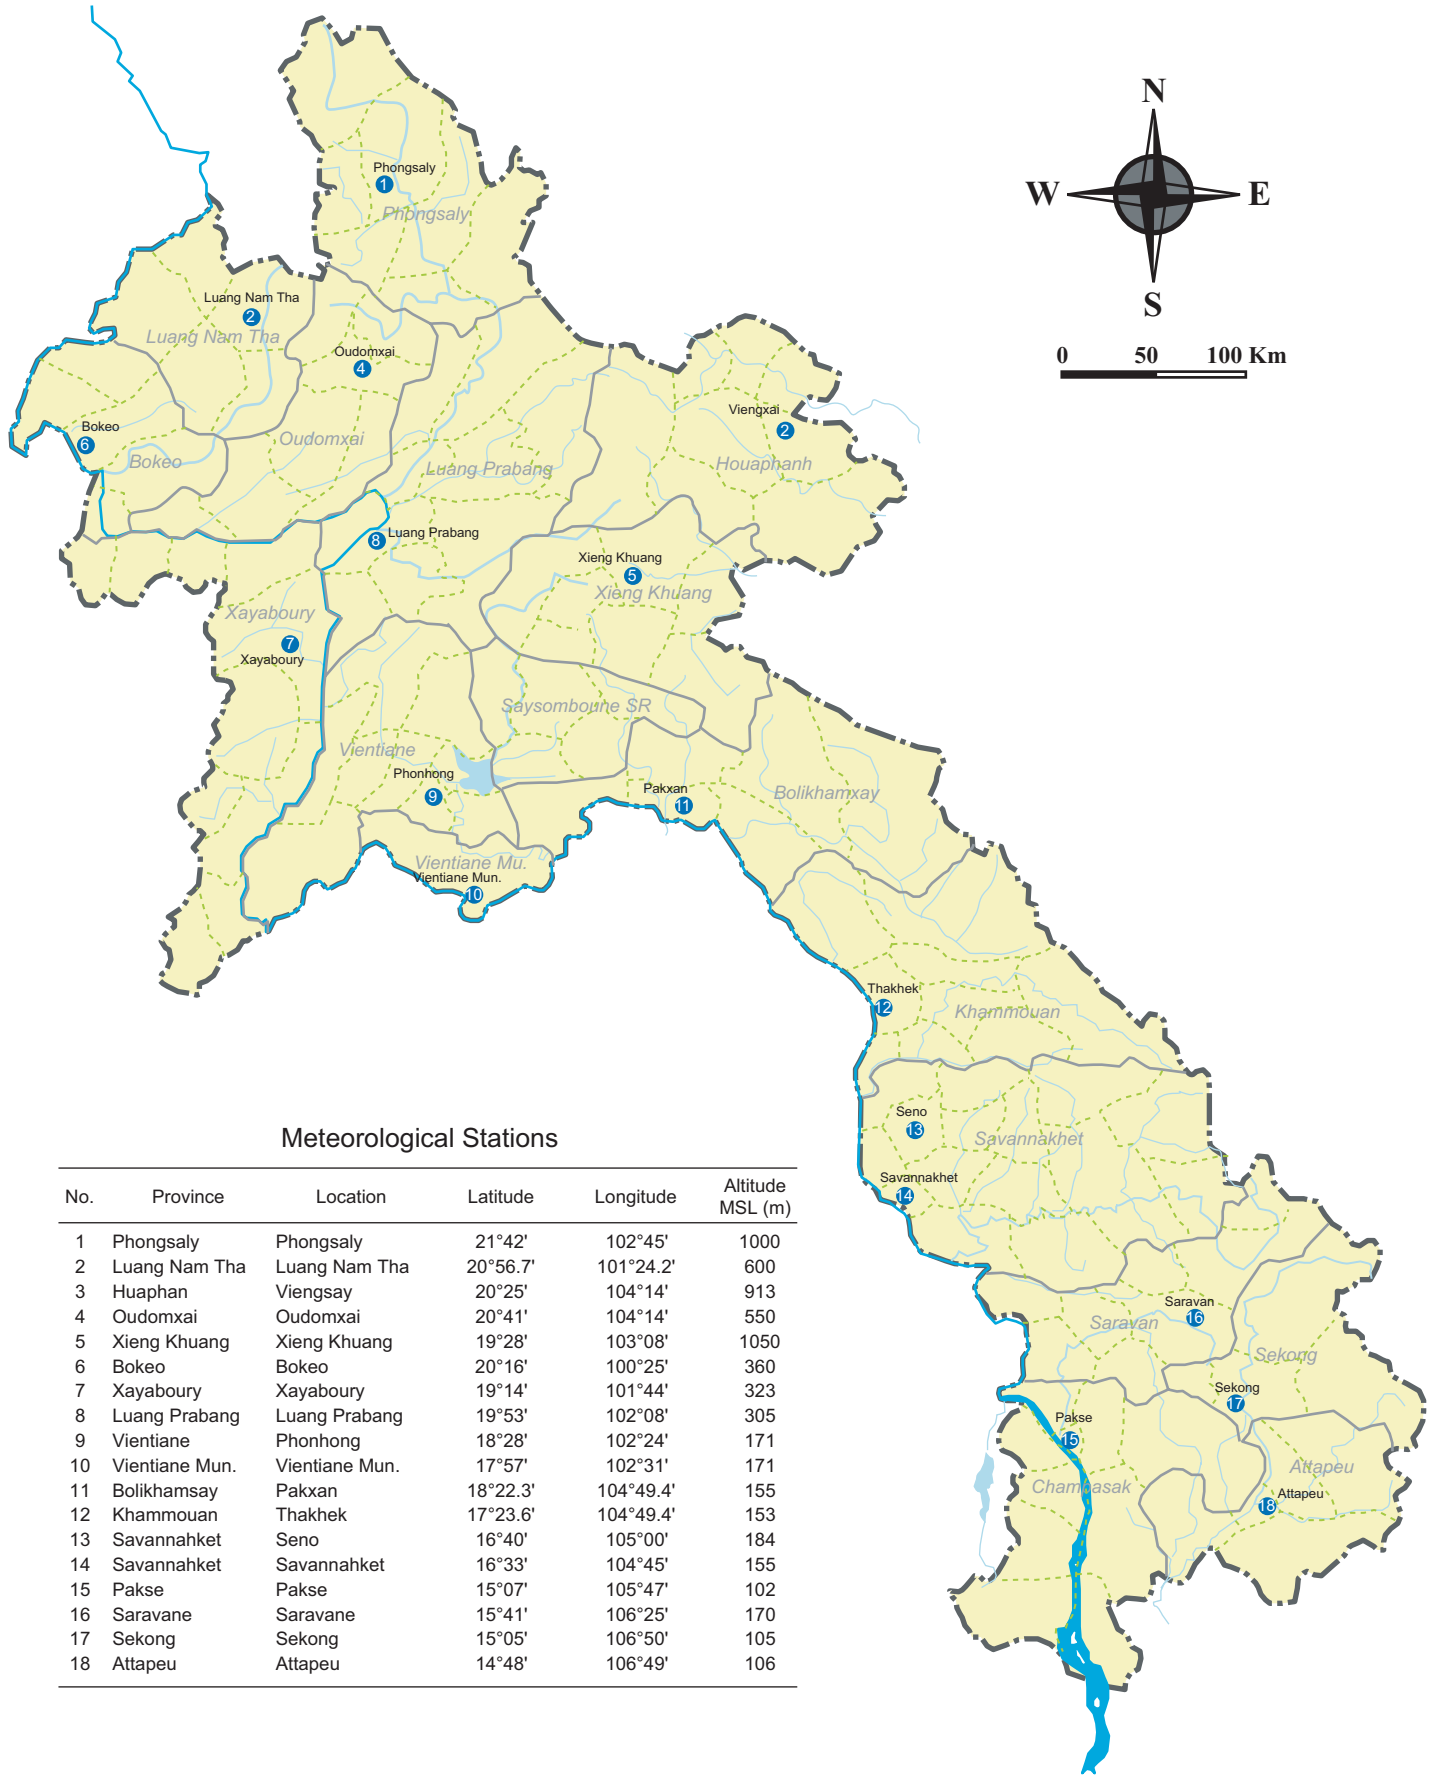 N
W
E
S
0 50 100 Km
Phongsaly
1
Phongsaly
Luang Nam Tha
2
Luang Nam Tha
Oudomxai
4
Oudomxai
Bokeo
6
Bokeo
Viengxai
2
Houaphanh
Luang Prabang
8 Luang Prabang
Xieng Khuang
5
Xieng Khuang
Xayaboury
7
Xayaboury
Saysomboune SR
Vientiane
Phonhong
9
Pakxan
11
Bolikhamxay
Vientiane Mu.
Vientiane Mun.
10
Thakhek
12
Khammouan
Seno
13
Savannakhet
Savannakhet
14
Saravan
16
Saravan
Sekong
Sekong
17
Pakse
15
Champasak
Attapeu
Attapeu
18
Meteorological Stations
No. Province Location Latitude Longitude Altitude MSL (m)
1 Phongsaly Phongsaly 21°42' 102°45' 1000
2 Luang Nam Tha Luang Nam Tha 20°56.7' 101°24.2' 600
3 Huaphan Viengsay 20°25' 104°14' 913
4 Oudomxai Oudomxai 20°41' 104°14' 550
5 Xieng Khuang Xieng Khuang 19°28' 103°08' 1050
6 Bokeo Bokeo 20°16' 100°25' 360
7 Xayaboury Xayaboury 19°14' 101°44' 323
8 Luang Prabang Luang Prabang 19°53' 102°08' 305
9 Vientiane Phonhong 18°28' 102°24' 171
10 Vientiane Mun. Vientiane Mun. 17°57' 102°31' 171
11 Bolikhamsay Pakxan 18°22.3' 104°49.4' 155
12 Khammouan Thakhek 17°23.6' 104°49.4' 153
13 Savannahket Seno 16°40' 105°00' 184
14 Savannahket Savannahket 16°33' 104°45' 155
15 Pakse Pakse 15°07' 105°47' 102
16 Saravane Saravane 15°41' 106°25' 170
17 Sekong Sekong 15°05' 106°50' 105
18 Attapeu Attapeu 14°48' 106°49' 106